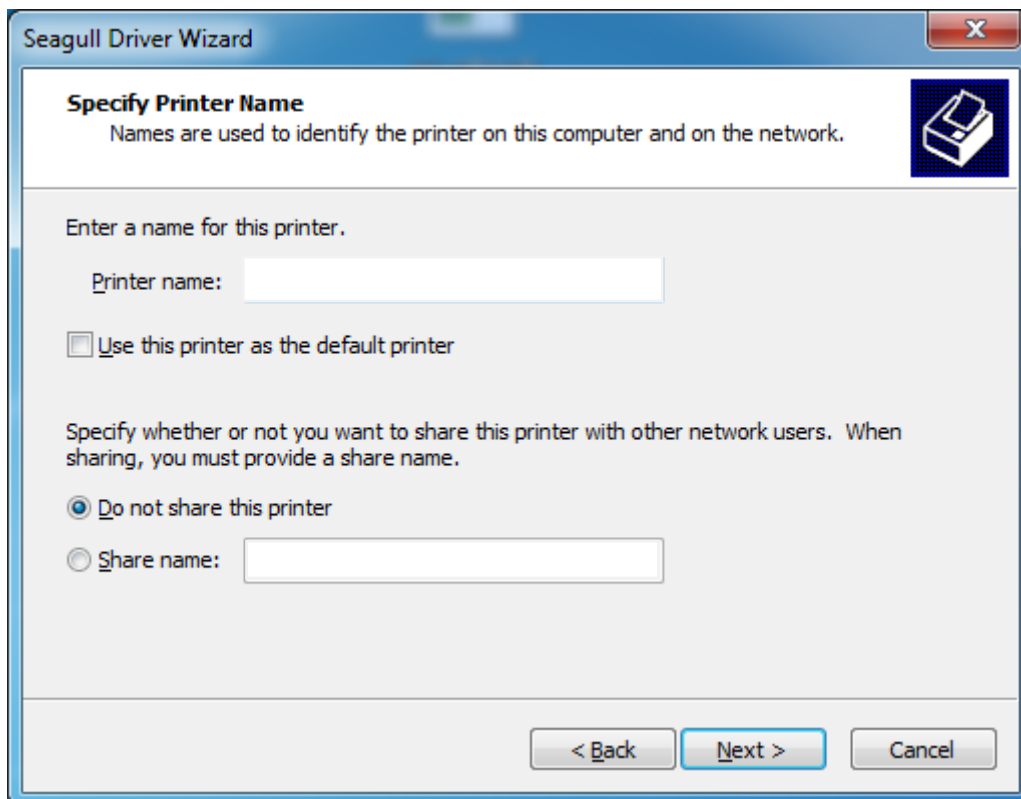 Seagull Driver Wizard
Specify Printer Name
Names are used to identify the printer on this computer and on the network.
Enter a name for this printer.
Printer name:
Use this printer as the default printer
Specify whether or not you want to share this printer with other network users.  When
sharing, you must provide a share name.
Do not share this printer
Share name:
< Back
Next >
Cancel